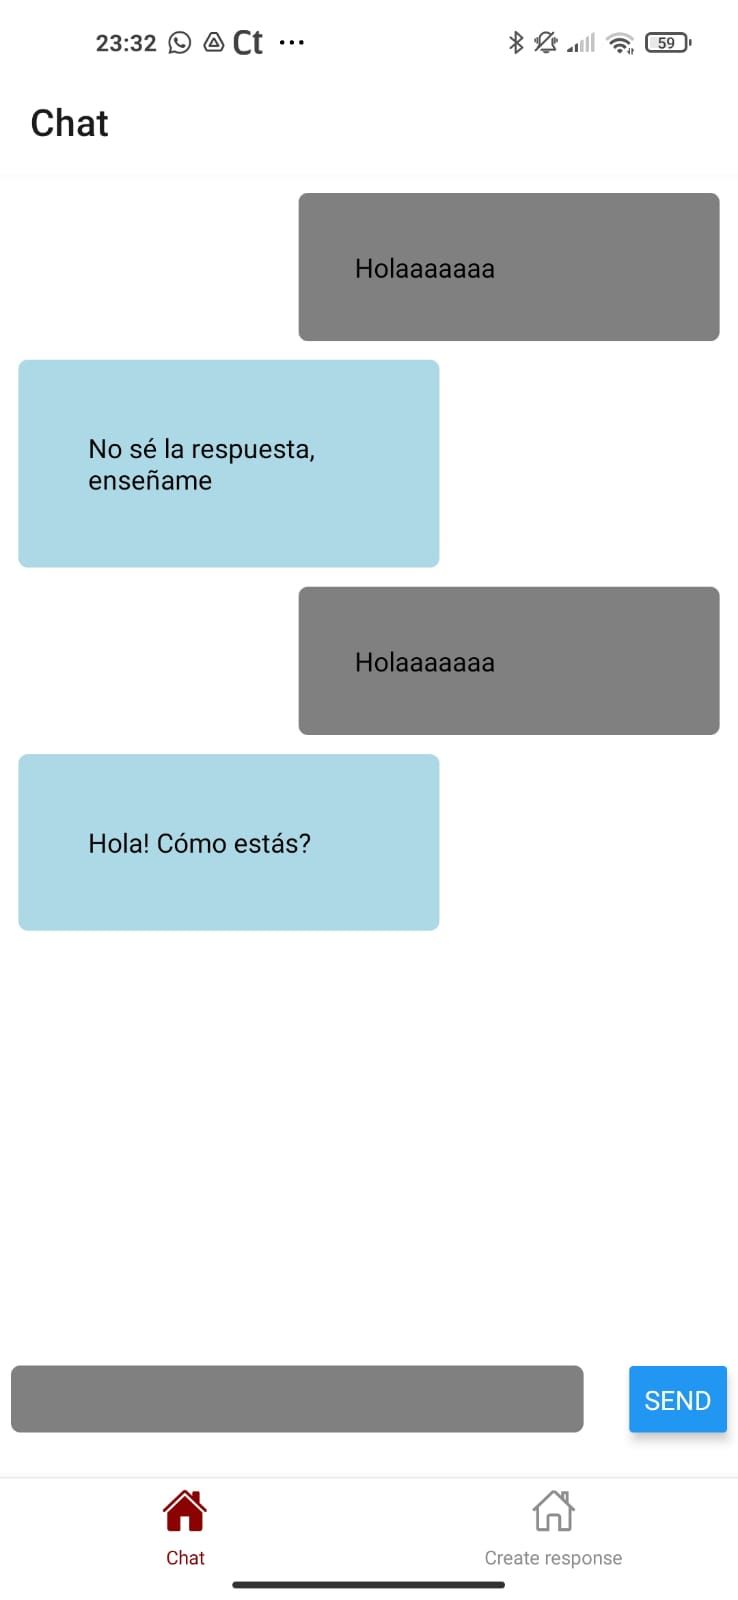 23:32 Ct ... 59
Chat
Holaaaaaaa
No sé la respuesta,
enseñame
Holaaaaaaa
Hola! Cómo estás?
SEND
Chat
Create response